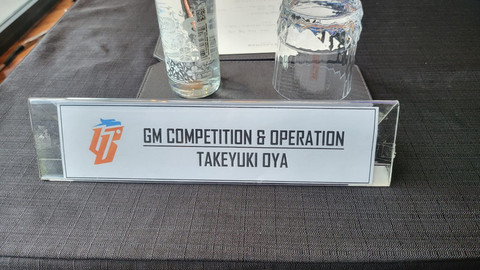 GM COMPETITION & OPERATION
TAKEYUKI OYA